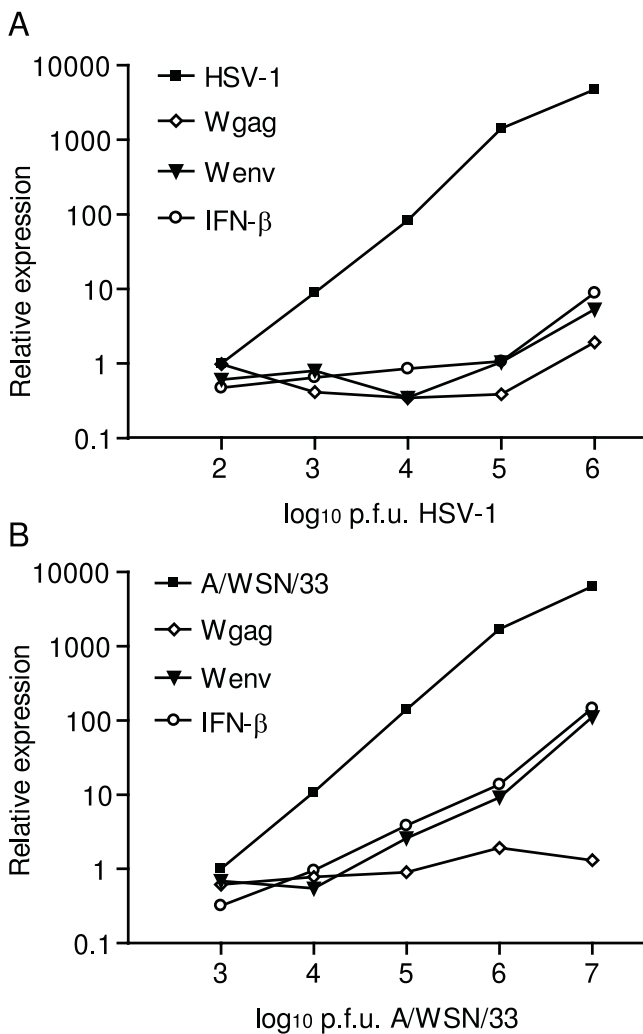 A
10000
1000
100
10
1
0.1
Relative expression
HSV-1
Wgag
Wenv
IFN-β
2 3 4 5 6
log₁₀ p.f.u. HSV-1
B
10000
1000
100
10
1
0.1
Relative expression
A/WSN/33
Wgag
Wenv
IFN-β
3 4 5 6 7
log₁₀ p.f.u. A/WSN/33